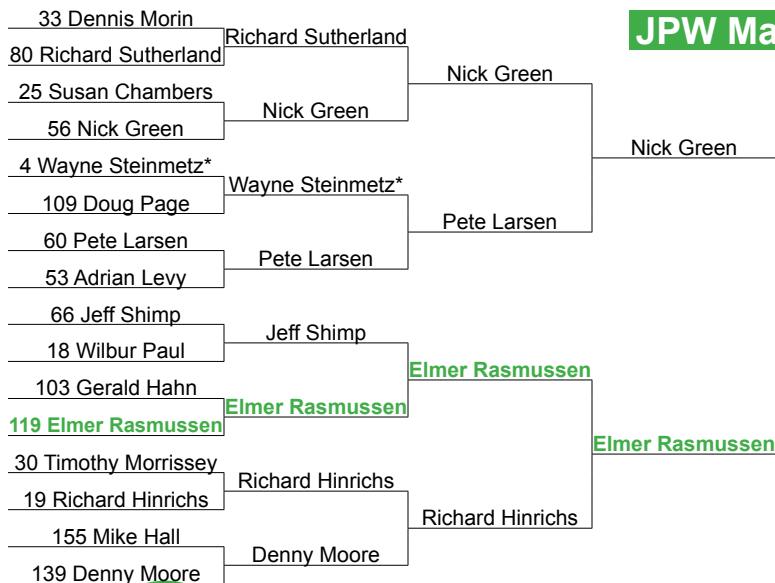 33 Dennis Morin
80 Richard Sutherland
25 Susan Chambers
56 Nick Green
4 Wayne Steinmetz*
109 Doug Page
60 Pete Larsen
53 Adrian Levy
66 Jeff Shimp
18 Wilbur Paul
103 Gerald Hahn
119 Elmer Rasmussen
30 Timothy Morrissey
19 Richard Hinrichs
155 Mike Hall
139 Denny Moore
Richard Sutherland
Nick Green
Wayne Steinmetz*
Pete Larsen
Jeff Shimp
Elmer Rasmussen
Richard Hinrichs
Denny Moore
Nick Green
Pete Larsen
Elmer Rasmussen
Richard Hinrichs
Nick Green
Elmer Rasmussen
JPW Ma